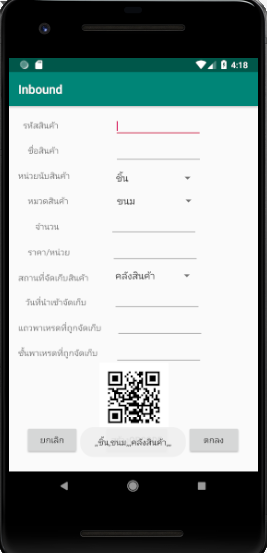 4:18
Inbound
รหัสสินค้า
ชื่อสินค้า
หน่วยนับสินค้า ชิ้น
หมวดสินค้า ขนม
จำนวน
ราคา/หน่วย
สถานที่จัดเก็บสินค้า คลังสินค้า
วันที่นำเข้าจัดเก็บ
แถวพาเลรตที่ถูกจัดเก็บ
ชั้นพาเลรตที่ถูกจัดเก็บ
ยกเลิก ,,ชิ้น,ขนม,,,คลังสินค้า,,, ตกลง